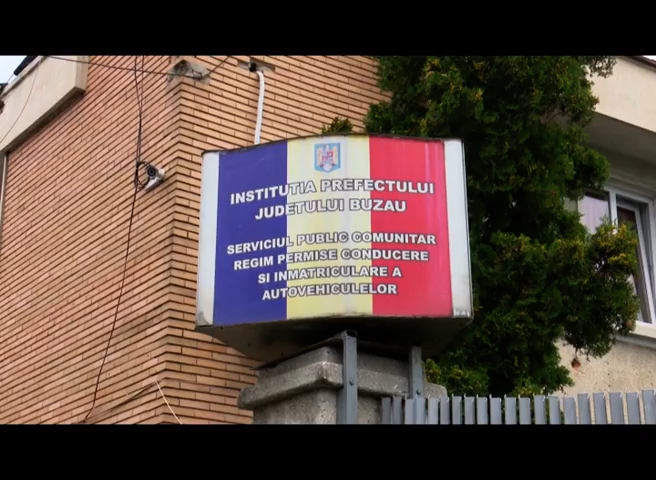 INSTITUTIA PREFECTULUI
JUDETULUI BUZAU
SERVICIUL PUBLIC COMUNITAR
REGIM PERMISE CONDUCERE
SI INMATRICULARE A
AUTOVEHICULELOR